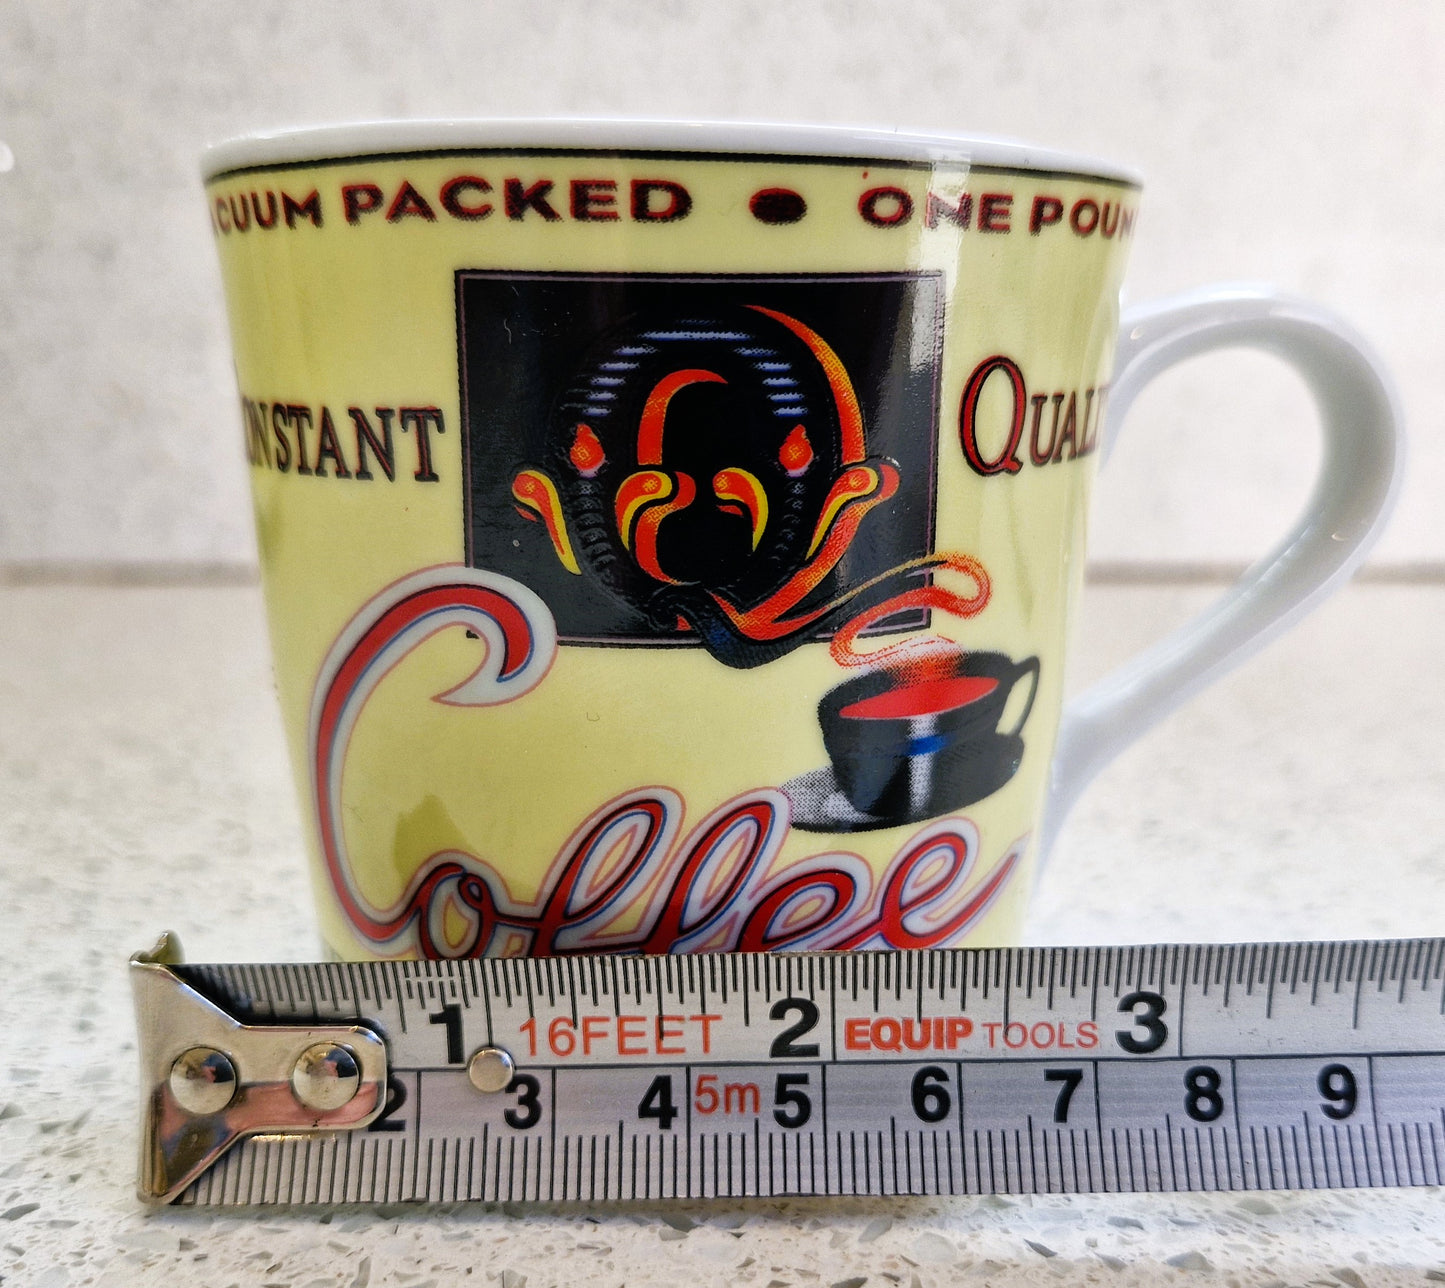 CUUM PACKED • ONE POUN
ONSTANT QUALI
Coffee
1 16FEET 2 EQUIP TOOLS 3
2 3 4 5m 5 6 7 8 9